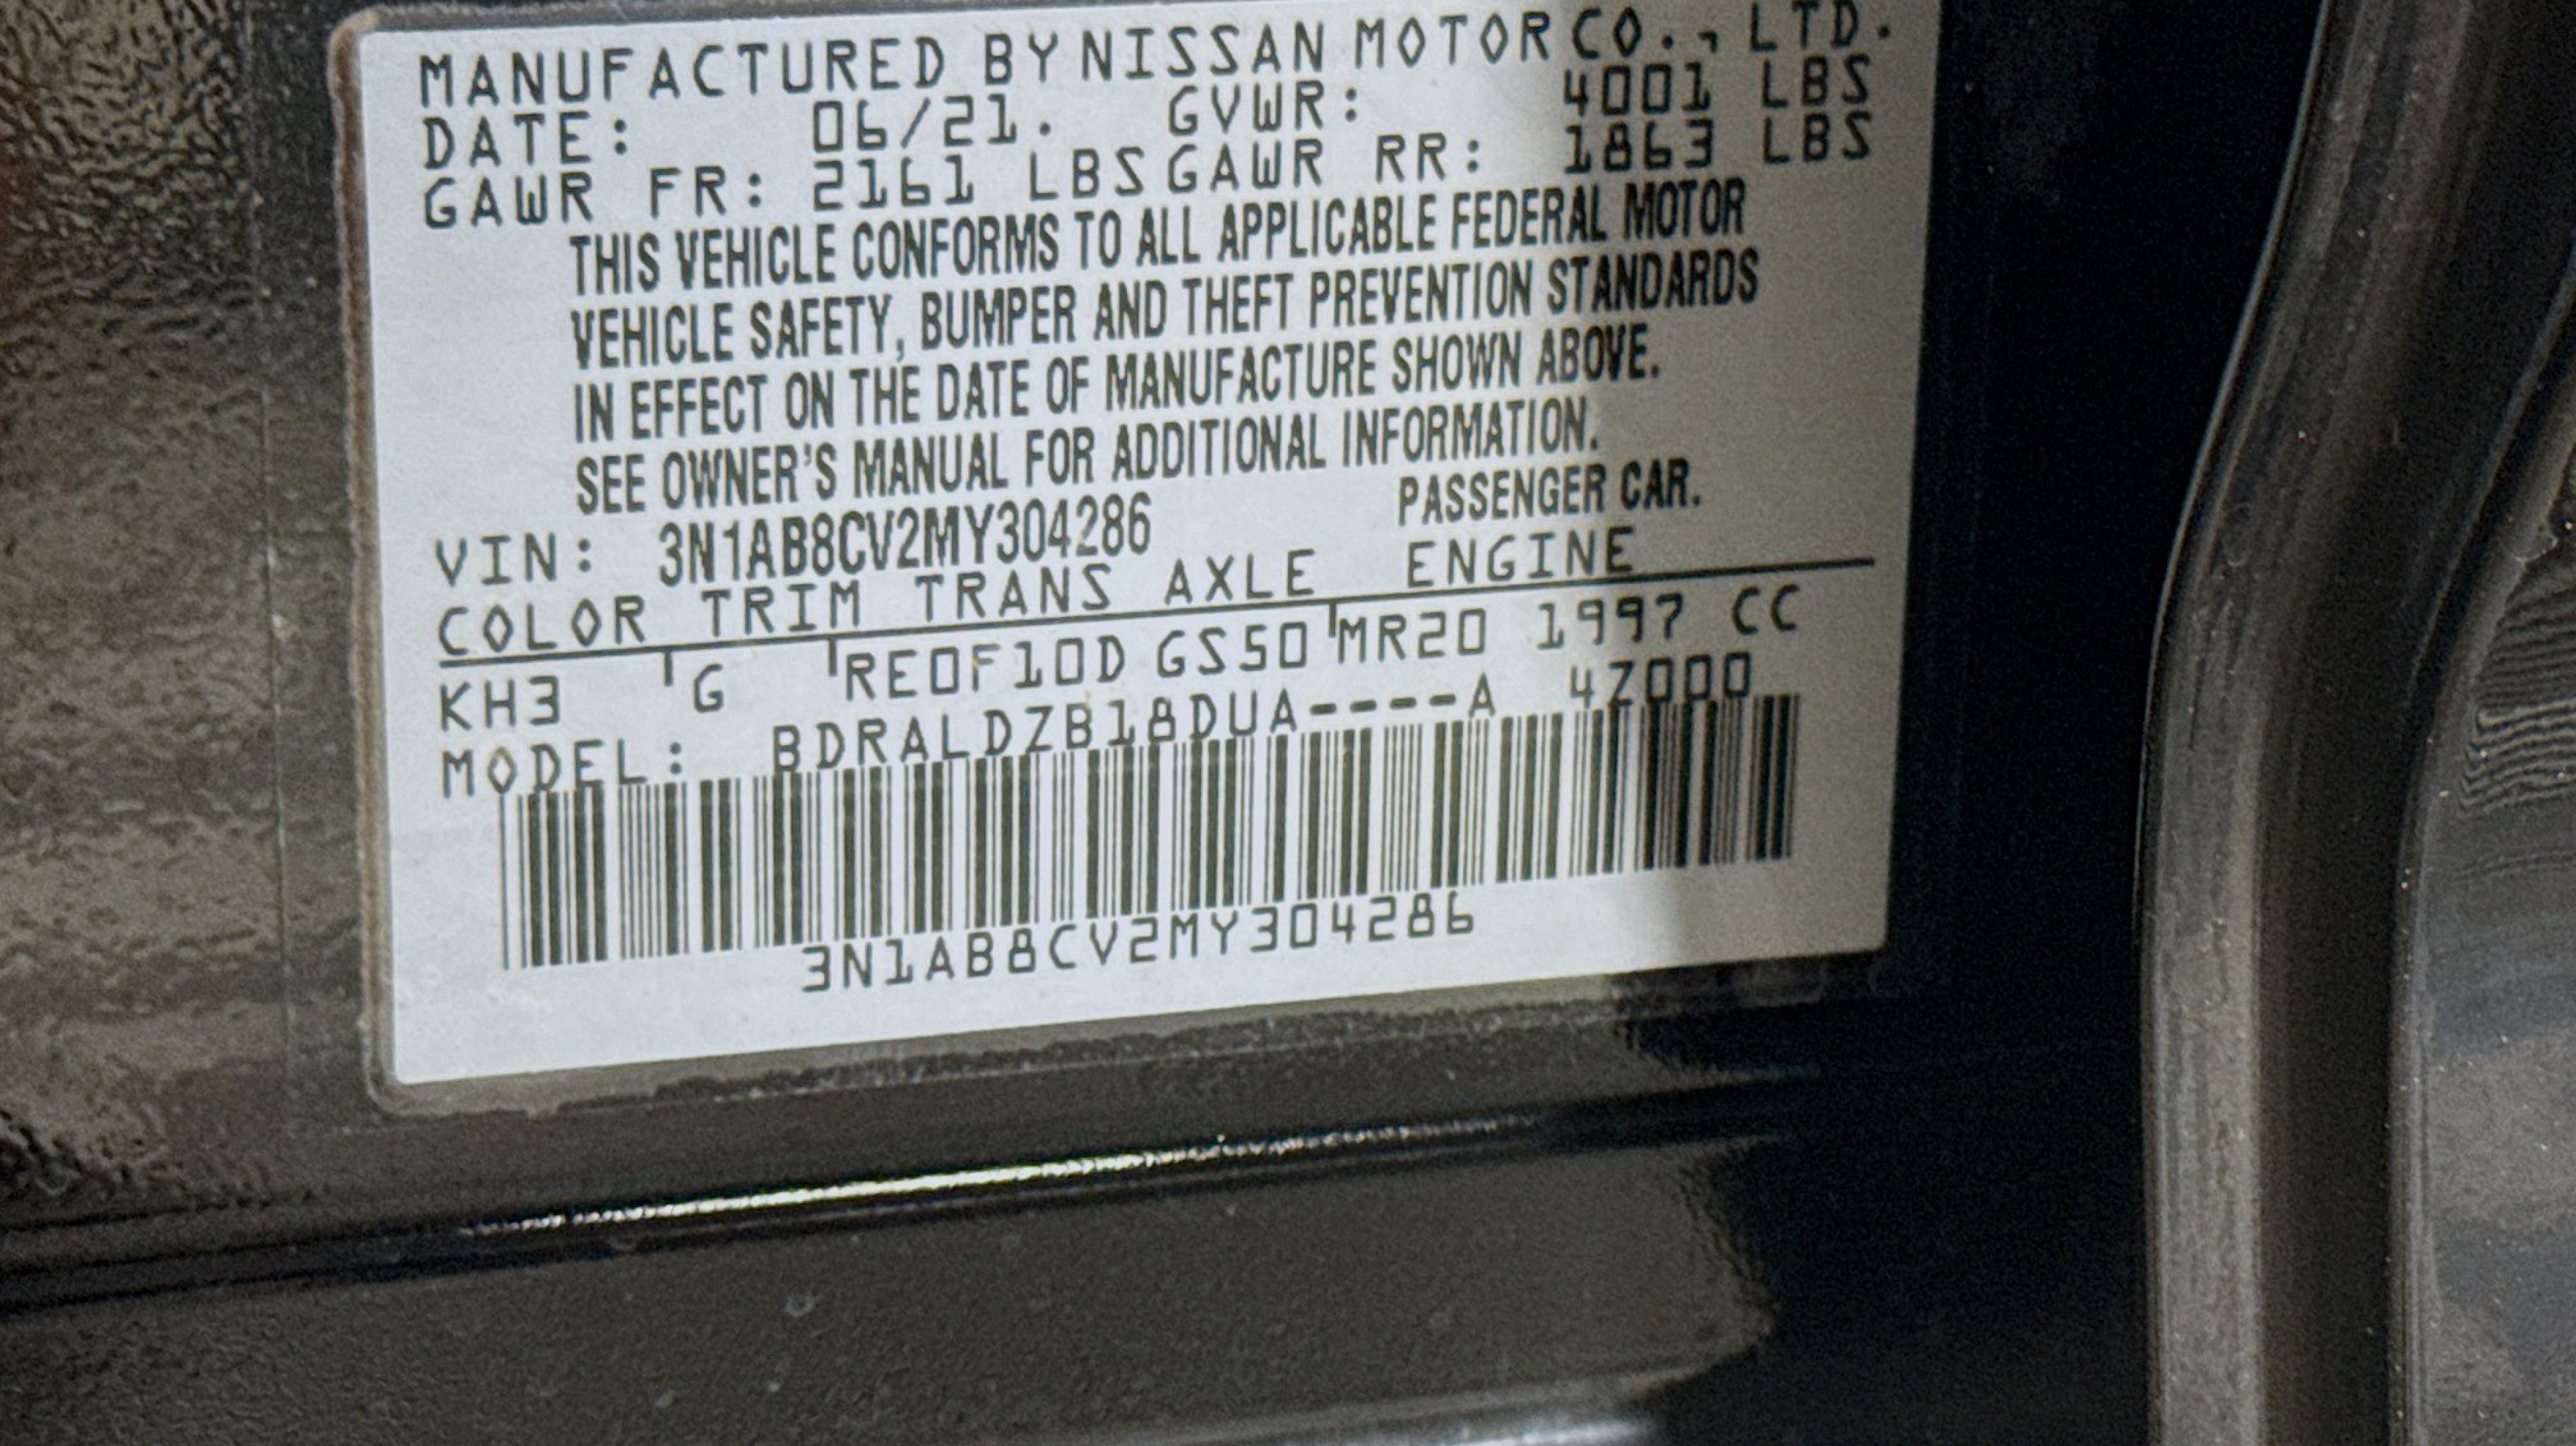 MANUFACTURED BY NISSAN MOTOR CO., LTD.
DATE: 06/21. GVWR: 4001 LBS
GAWR FR: 2161 LBS GAWR RR: 1863 LBS
THIS VEHICLE CONFORMS TO ALL APPLICABLE FEDERAL MOTOR
VEHICLE SAFETY, BUMPER AND THEFT PREVENTION STANDARDS
IN EFFECT ON THE DATE OF MANUFACTURE SHOWN ABOVE.
SEE OWNER'S MANUAL FOR ADDITIONAL INFORMATION.
VIN: 3N1AB8CV2MY304286 PASSENGER CAR.
COLOR TRIM TRANS AXLE ENGINE
KH3 G RE0F10D GS50 MR20 1997 CC
MODEL: BDRALDZB18DUA----A 4Z000
3N1AB8CV2MY304286